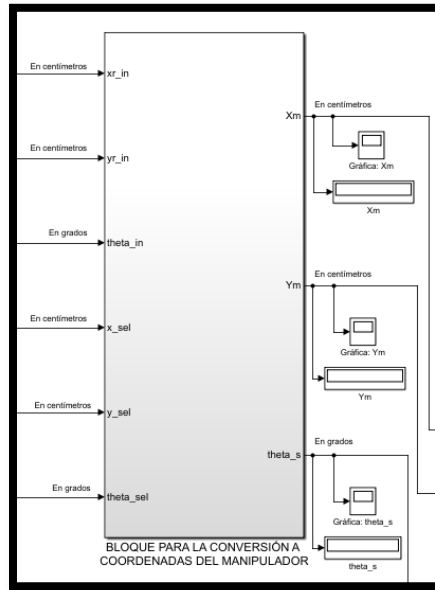 En centímetros
xr_in
En centímetros
yr_in
En grados
theta_in
En centímetros
x_sel
En centímetros
y_sel
En grados
theta_sel
Xm
En centímetros
Gráfica: Xm
Xm
Ym
En centímetros
Gráfica: Ym
Ym
theta_s
En grados
Gráfica: theta_s
theta_s
BLOQUE PARA LA CONVERSIÓN A
COORDENADAS DEL MANIPULADOR